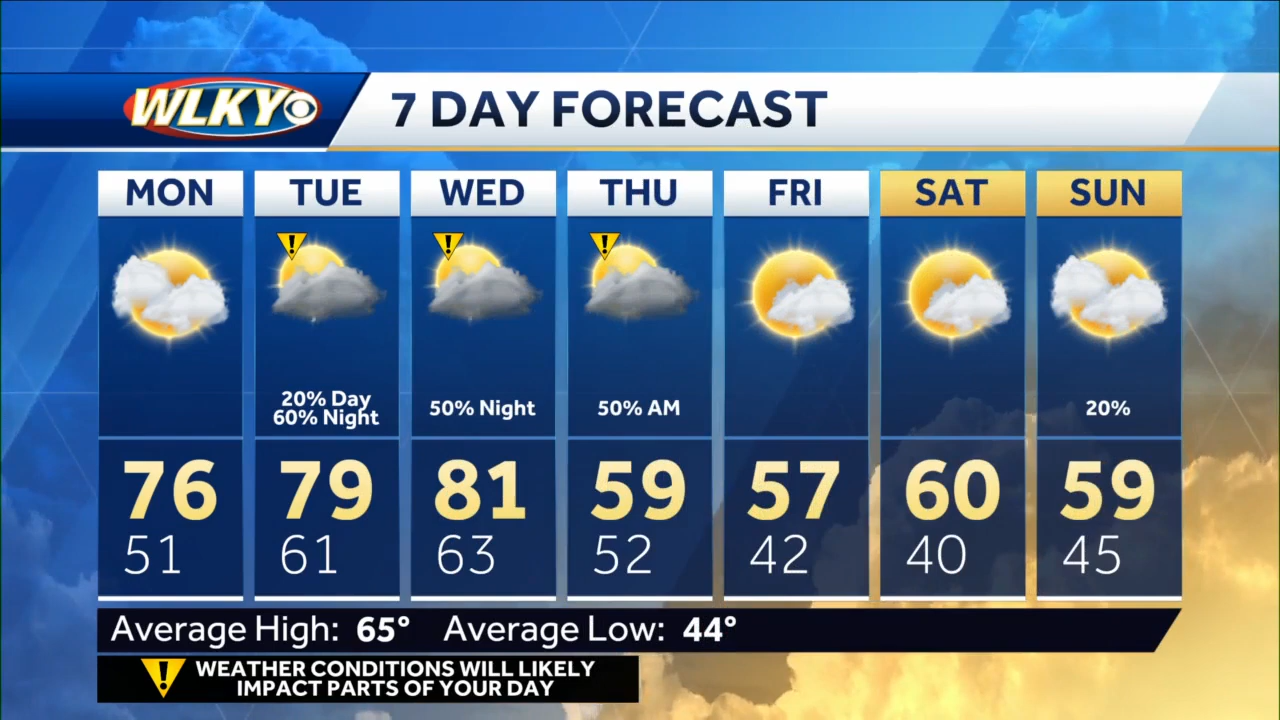 WLKY
7 DAY FORECAST
MON TUE WED THU FRI SAT SUN
! ! !
20% Day
60% Night
50% Night
50% AM
20%
76 79 81 59 57 60 59
51 61 63 52 42 40 45
Average High: 65° Average Low: 44°
! WEATHER CONDITIONS WILL LIKELY
IMPACT PARTS OF YOUR DAY